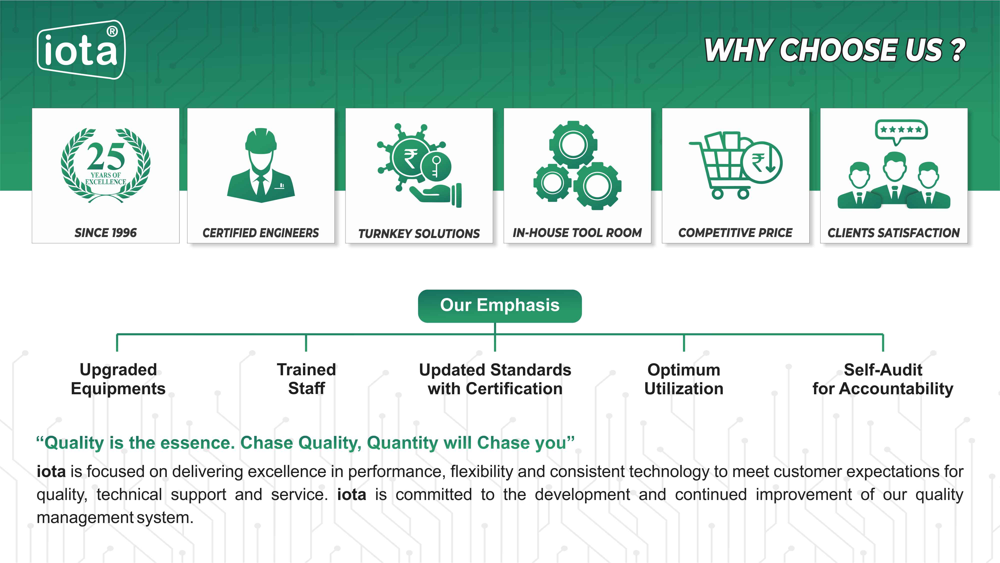 iota®
WHY CHOOSE US ?
25
YEARS OF
EXCELLENCE
SINCE 1996
CERTIFIED ENGINEERS
₹
TURNKEY SOLUTIONS
IN-HOUSE TOOL ROOM
₹
COMPETITIVE PRICE
CLIENTS SATISFACTION
Our Emphasis
Upgraded
Equipments
Trained
Staff
Updated Standards
with Certification
Optimum
Utilization
Self-Audit
for Accountability
“Quality is the essence. Chase Quality, Quantity will Chase you”
iota is focused on delivering excellence in performance, flexibility and consistent technology to meet customer expectations for
quality, technical support and service. iota is committed to the development and continued improvement of our quality
management system.